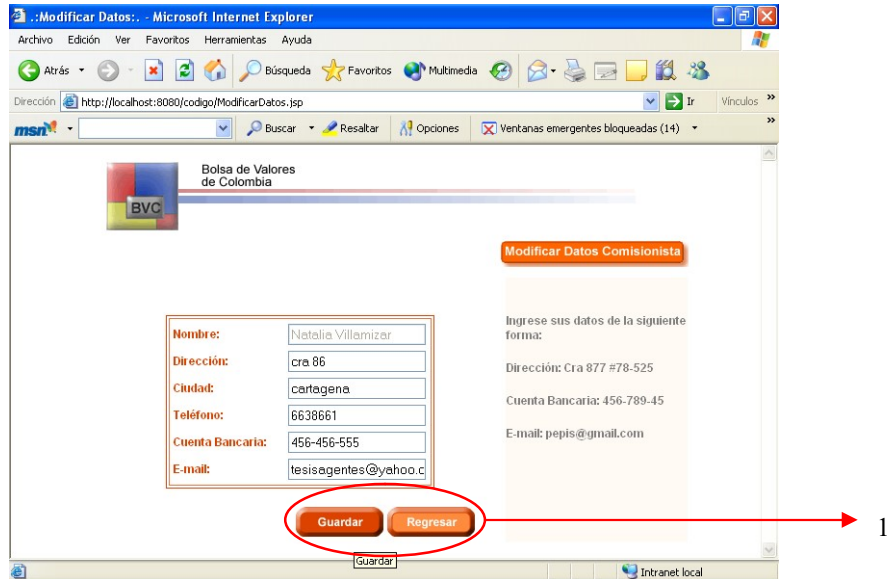 .:Modificar Datos:. - Microsoft Internet Explorer
Archivo Edición Ver Favoritos Herramientas Ayuda
Atrás Búsqueda Favoritos Multimedia
Dirección http://localhost:8080/codigo/ModificarDatos.jsp Ir Vínculos »
msn Buscar Resaltar Opciones Ventanas emergentes bloqueadas (14) »
Bolsa de Valores
de Colombia
BVC
Modificar Datos Comisionista
Nombre: Natalia Villamizar
Dirección: cra 86
Ciudad: cartagena
Teléfono: 6638661
Cuenta Bancaria: 456-456-555
E-mail: tesisagentes@yahoo.c
Ingrese sus datos de la siguiente
forma:
Dirección: Cra 877 #78-525
Cuenta Bancaria: 456-789-45
E-mail: pepis@gmail.com
Guardar Regresar
1
Guardar
Intranet local